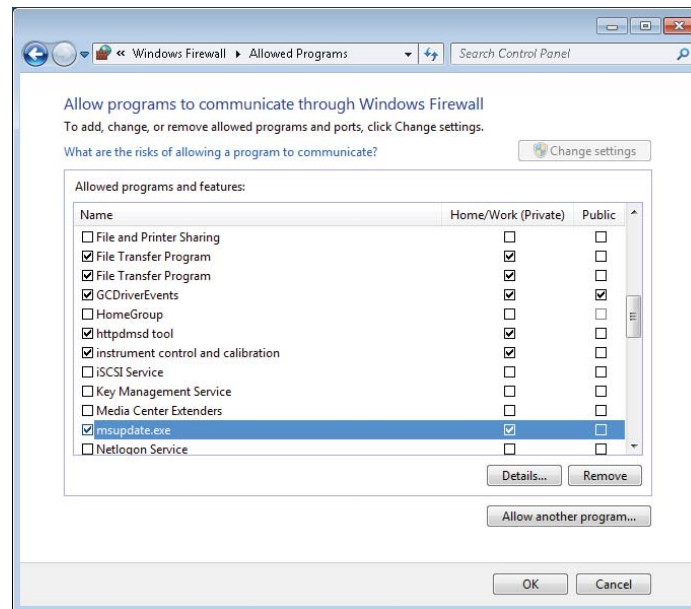 « Windows Firewall ▸ Allowed Programs Search Control Panel
Allow programs to communicate through Windows Firewall
To add, change, or remove allowed programs and ports, click Change settings.
What are the risks of allowing a program to communicate? Change settings
Allowed programs and features:
Name Home/Work (Private) Public
File and Printer Sharing
File Transfer Program
File Transfer Program
GCDriverEvents
HomeGroup
httpdmsd tool
instrument control and calibration
iSCSI Service
Key Management Service
Media Center Extenders
msupdate.exe
Netlogon Service
Details... Remove
Allow another program...
OK Cancel